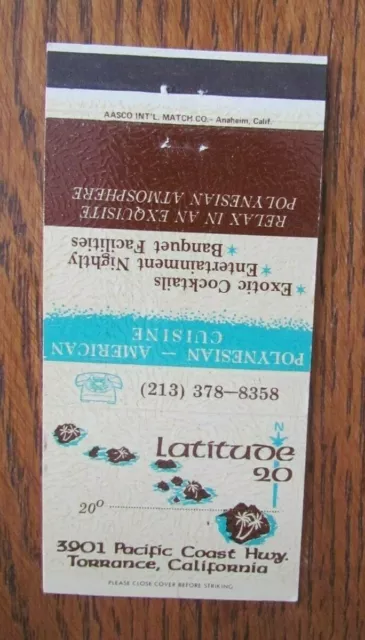 AASCO INT'L. MATCH CO. - Anaheim, Calif.
RELAX IN AN EXQUISITE
POLYNESIAN ATMOSPHERE
* Exotic Cocktails
* Entertainment Nightly
* Banquet Facilities
POLYNESIAN - AMERICAN
CUISINE
(213) 378-8358
N
Latitude
20
20°
3901 Pacific Coast Hwy.
Torrance, California
PLEASE CLOSE COVER BEFORE STRIKING